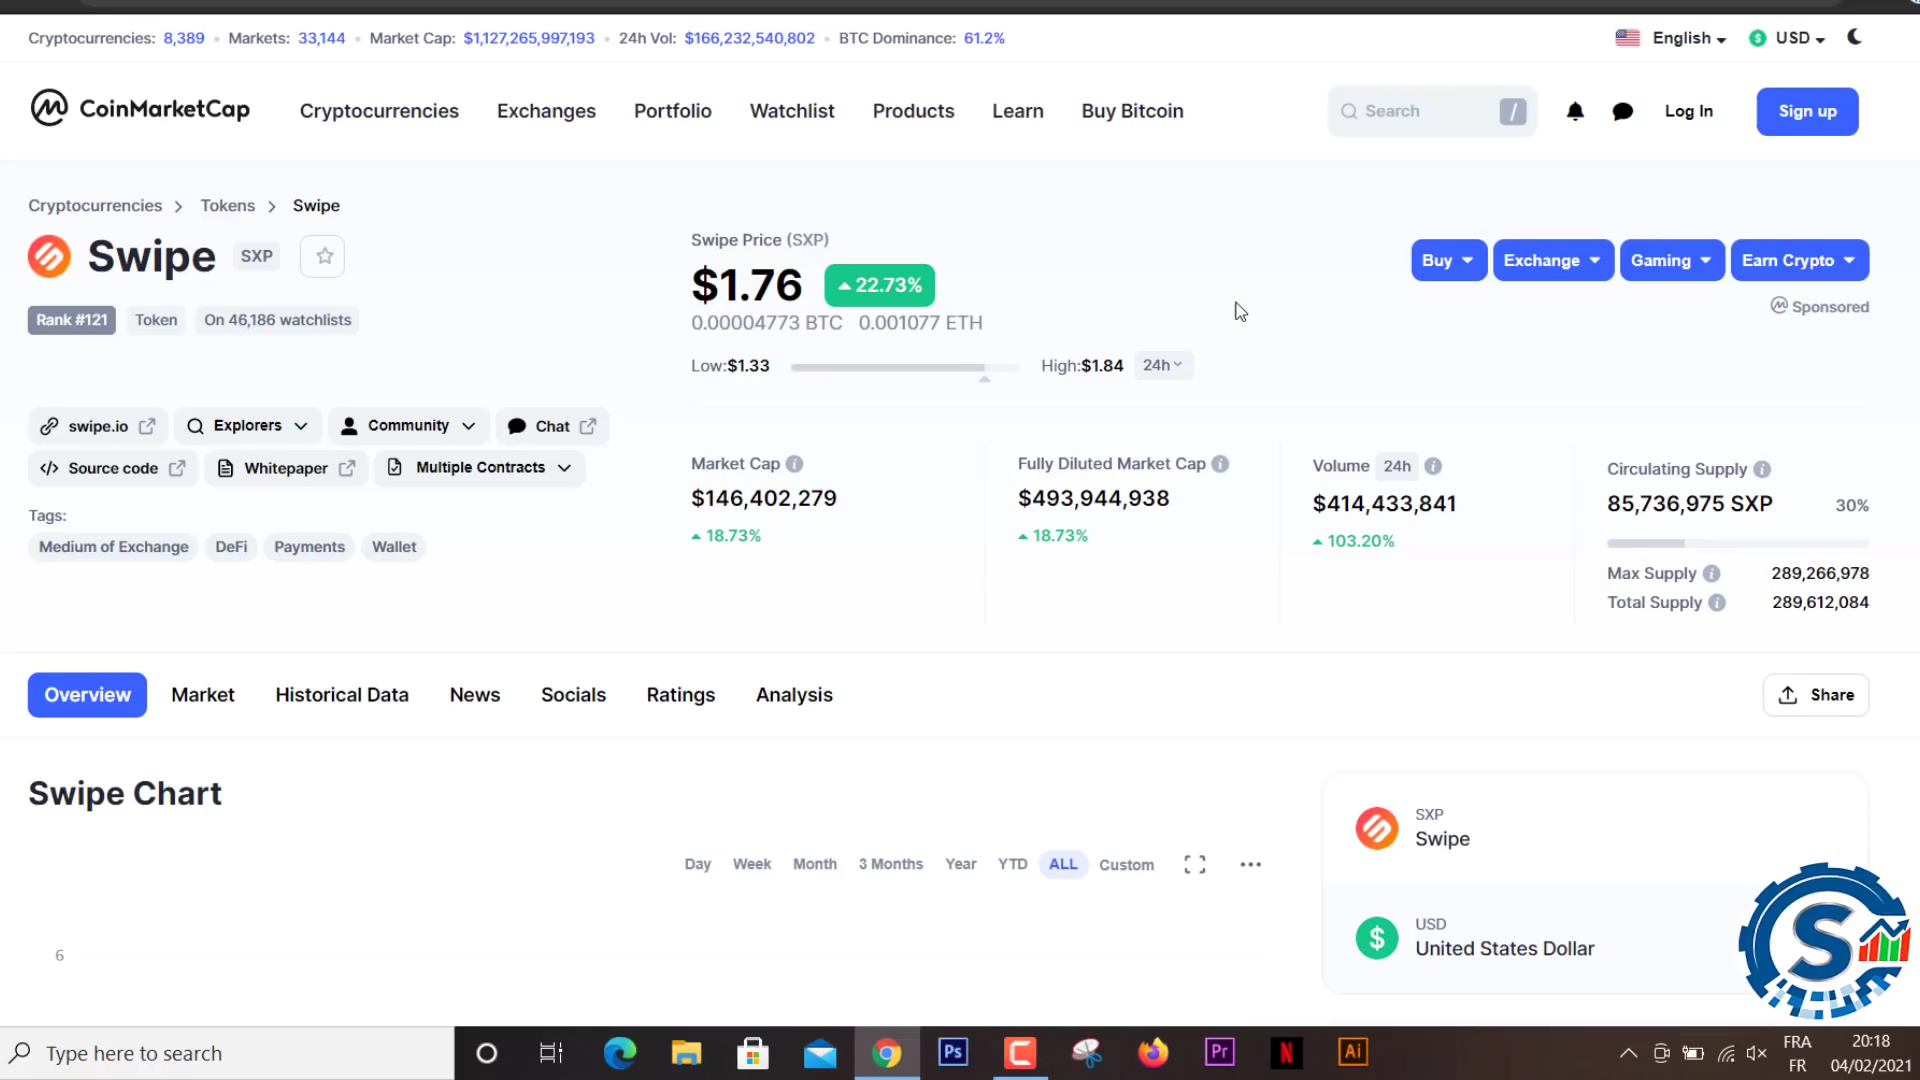 Cryptocurrencies: 8,389 • Markets: 33,144 • Market Cap: $1,127,265,997,193 • 24h Vol: $166,232,540,802 • BTC Dominance: 61.2%
English
$ USD
CoinMarketCap
Cryptocurrencies Exchanges Portfolio Watchlist Products Learn Buy Bitcoin
Search /
Log In
Sign up
Cryptocurrencies > Tokens > Swipe
Swipe SXP
Rank #121 Token On 46,186 watchlists
swipe.io Explorers Community Chat
Source code Whitepaper Multiple Contracts
Tags:
Medium of Exchange DeFi Payments Wallet
Swipe Price (SXP)
$1.76 22.73%
0.00004773 BTC 0.001077 ETH
Low:$1.33 High:$1.84 24h
Buy Exchange Gaming Earn Crypto
Sponsored
Market Cap
$146,402,279
18.73%
Fully Diluted Market Cap
$493,944,938
18.73%
Volume 24h
$414,433,841
103.20%
Circulating Supply
85,736,975 SXP 30%
Max Supply 289,266,978
Total Supply 289,612,084
Overview Market Historical Data News Socials Ratings Analysis
Share
Swipe Chart
Day Week Month 3 Months Year YTD ALL Custom
6
SXP
Swipe
$ USD
United States Dollar
S
Type here to search
Ps
Pr
N
Ai
FRA
FR
20:18
04/02/2021